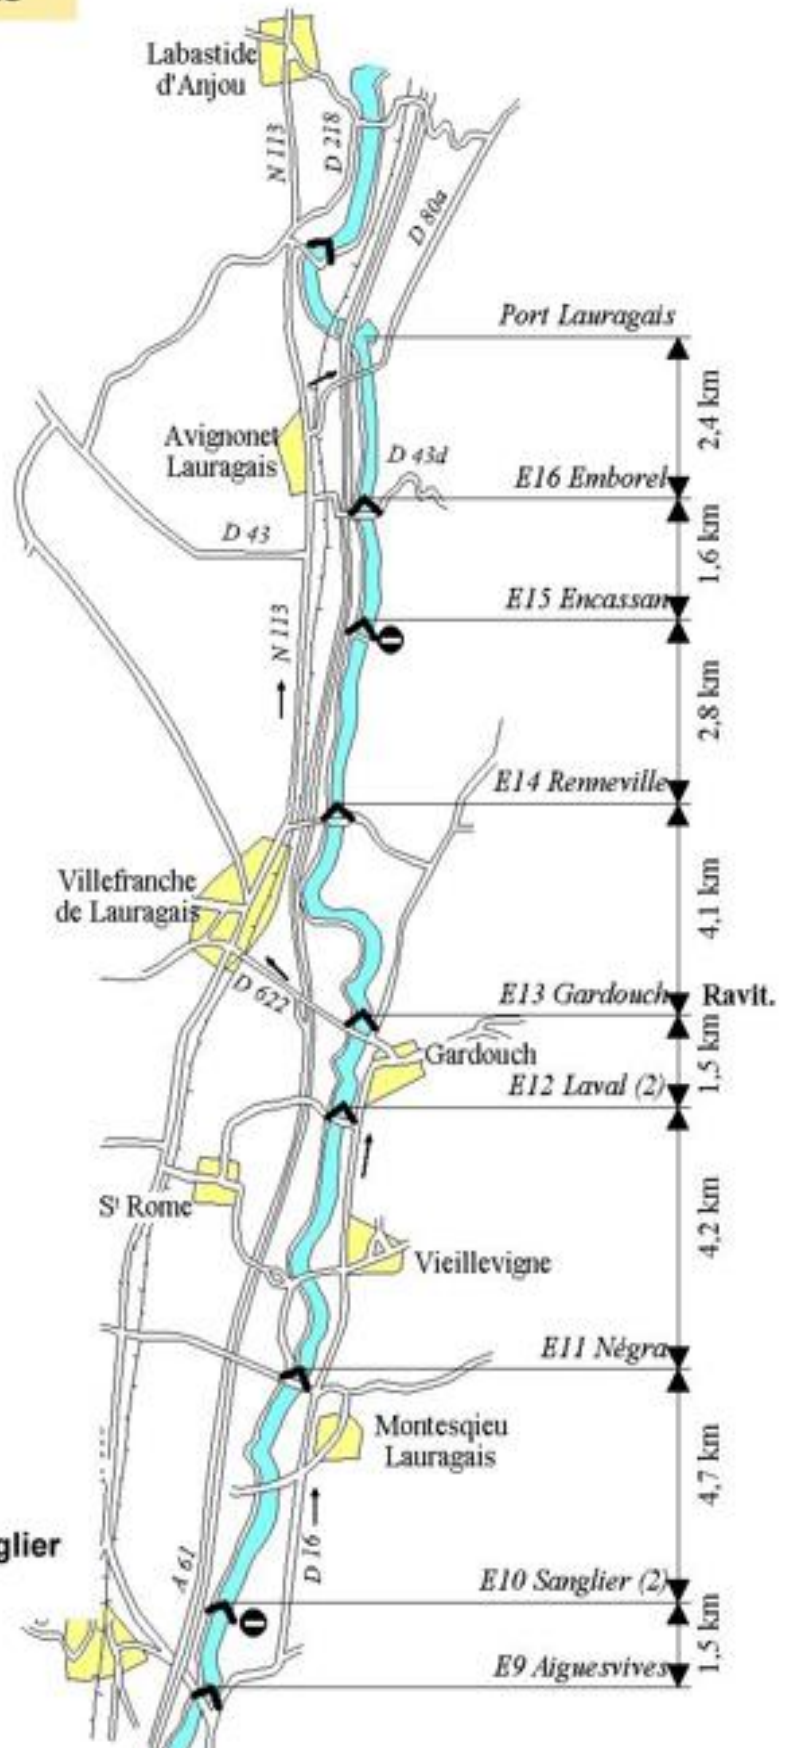 Labastide
d'Anjou
N 113
D 218
D 80a
Port Lauragais
2,4 km
Avignonet
Lauragais
D 43d
E16 Emborel
D 43
1,6 km
E15 Encassan
N 113
2,8 km
E14 Renneville
Villefranche
de Lauragais
4,1 km
D 622
E13 Gardouch Ravit.
Gardouch
1,5 km
E12 Laval (2)
St Rome
4,2 km
Vieillevigne
E11 Négra
Montesqieu
Lauragais
4,7 km
glier
A 61
D 16
E10 Sanglier (2)
1,5 km
E9 Aiguesvives